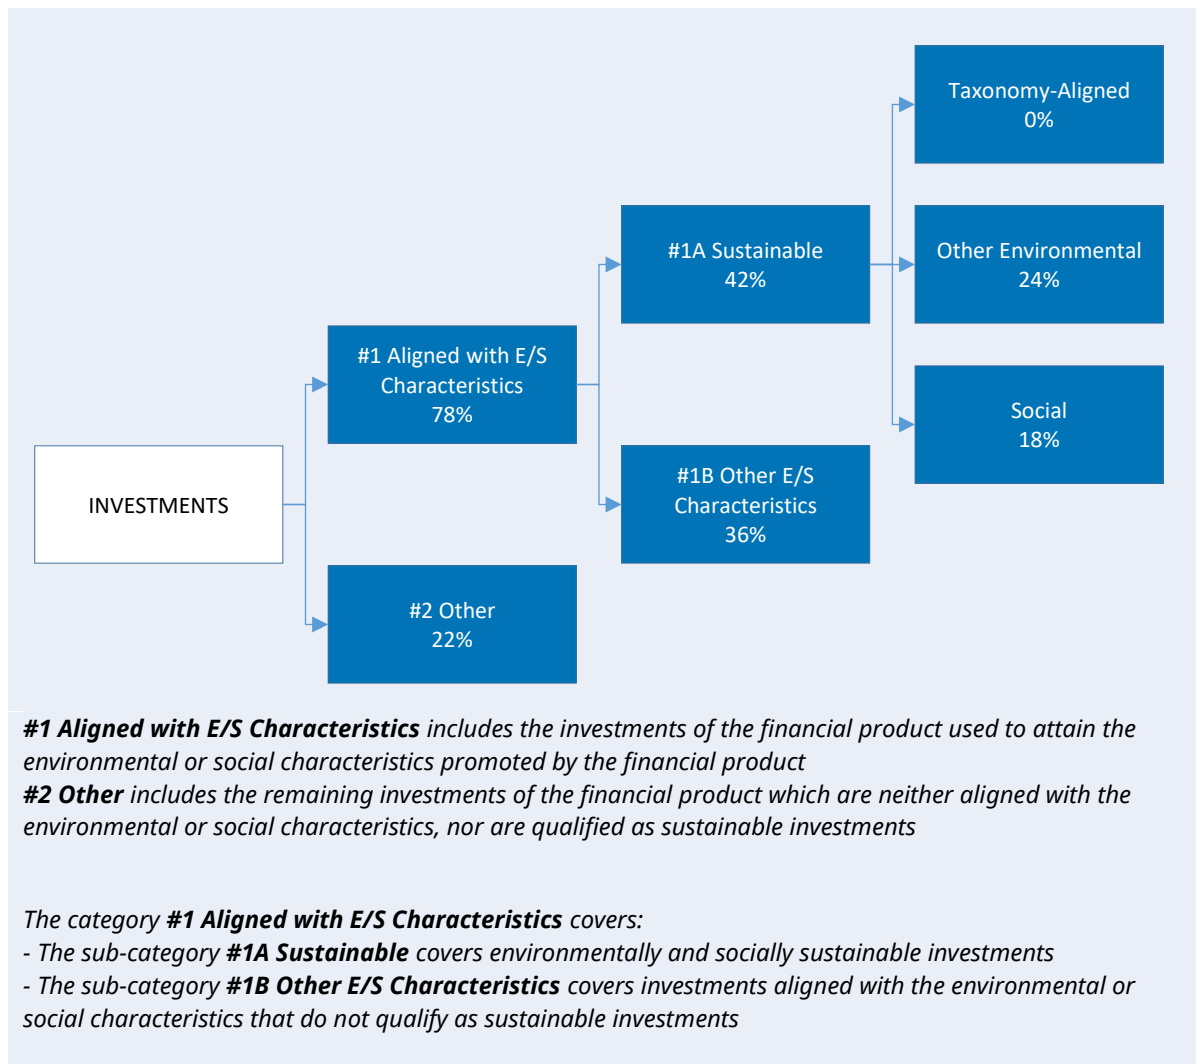 Taxonomy-Aligned
0%
#1A Sustainable
42%
Other Environmental
24%
#1 Aligned with E/S
Characteristics
78%
Social
18%
INVESTMENTS
#1B Other E/S
Characteristics
36%
#2 Other
22%
#1 Aligned with E/S Characteristics includes the investments of the financial product used to attain the
environmental or social characteristics promoted by the financial product
#2 Other includes the remaining investments of the financial product which are neither aligned with the
environmental or social characteristics, nor are qualified as sustainable investments
The category #1 Aligned with E/S Characteristics covers:
- The sub-category #1A Sustainable covers environmentally and socially sustainable investments
- The sub-category #1B Other E/S Characteristics covers investments aligned with the environmental or
social characteristics that do not qualify as sustainable investments